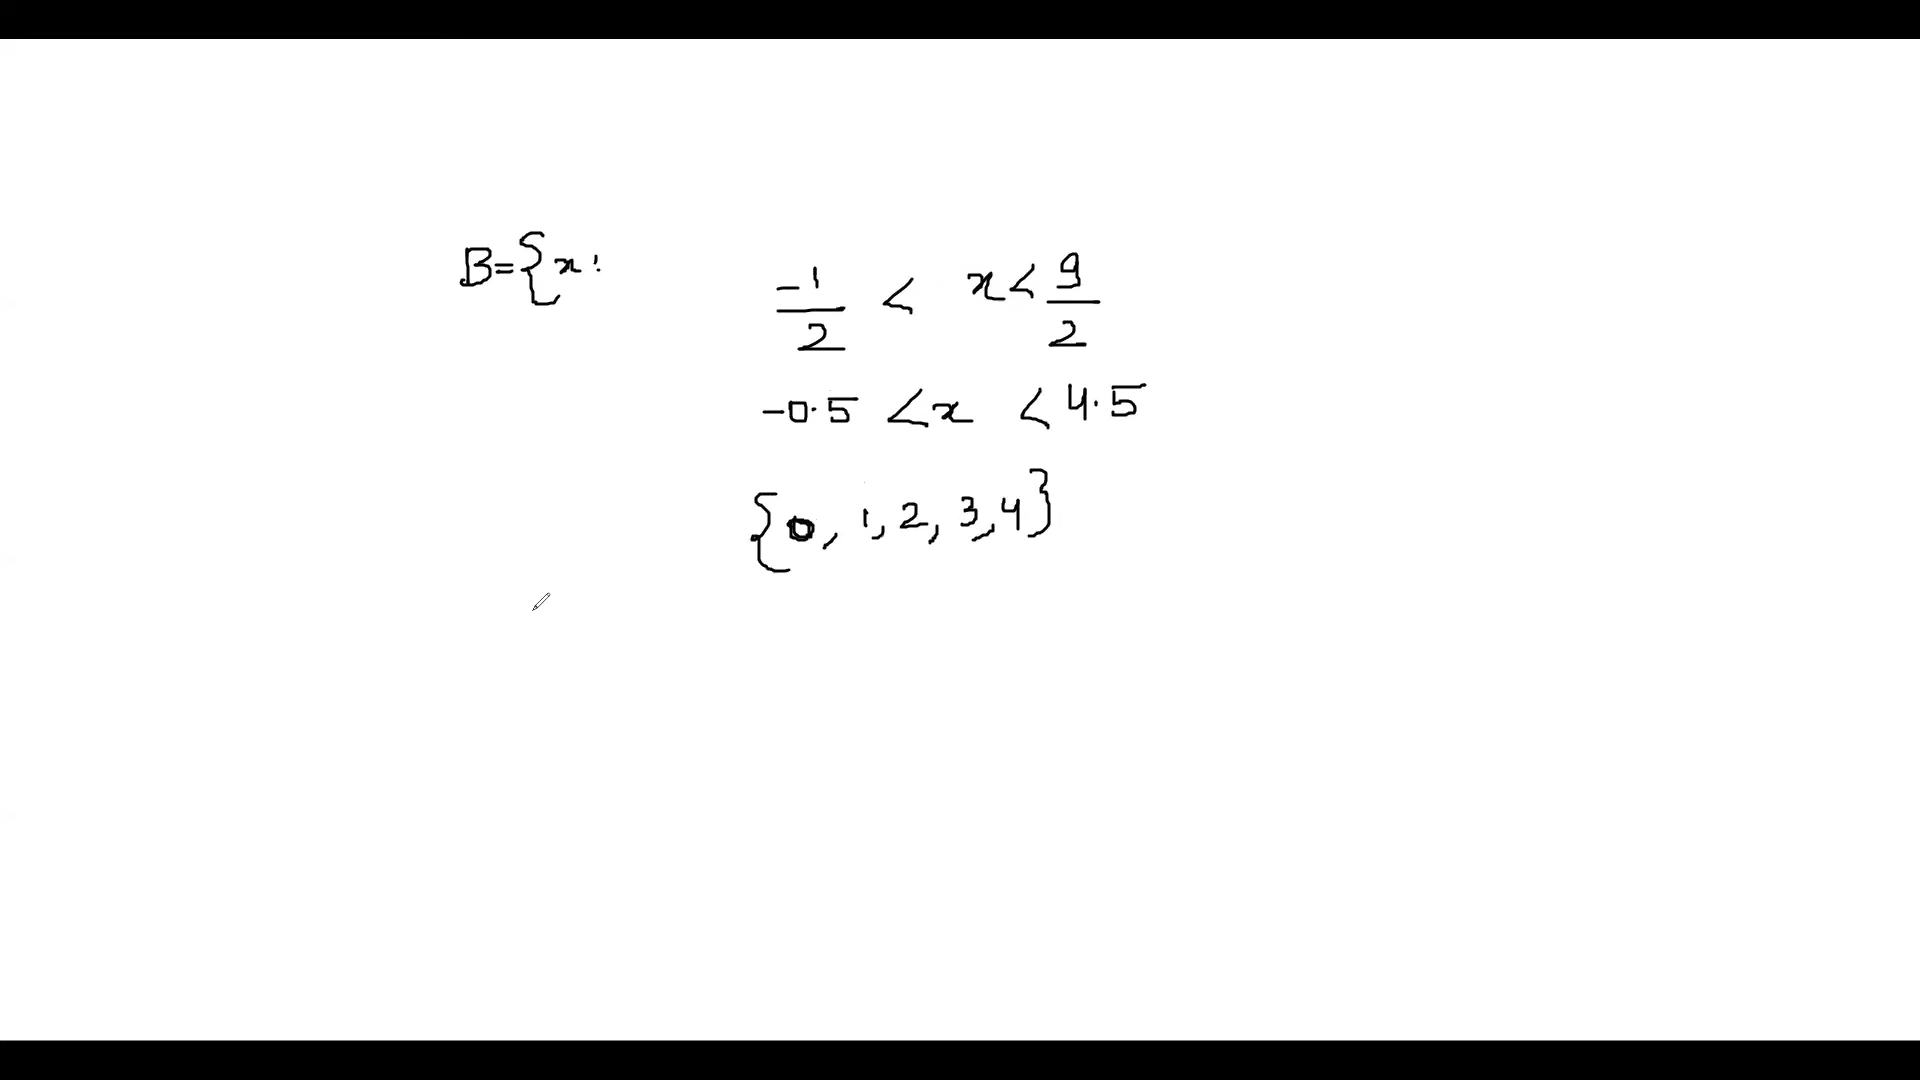 B={x:
-1/2 < x < 9/2
-0.5 < x < 4.5
{0, 1, 2, 3, 4}